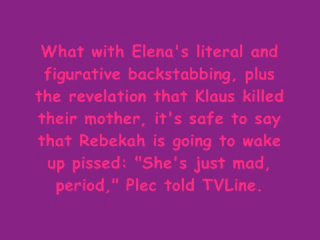 What with Elena's literal and
figurative backstabbing, plus
the revelation that Klaus killed
their mother, it's safe to say
that Rebekah is going to wake
up pissed: "She's just mad,
period," Plec told TVLine.